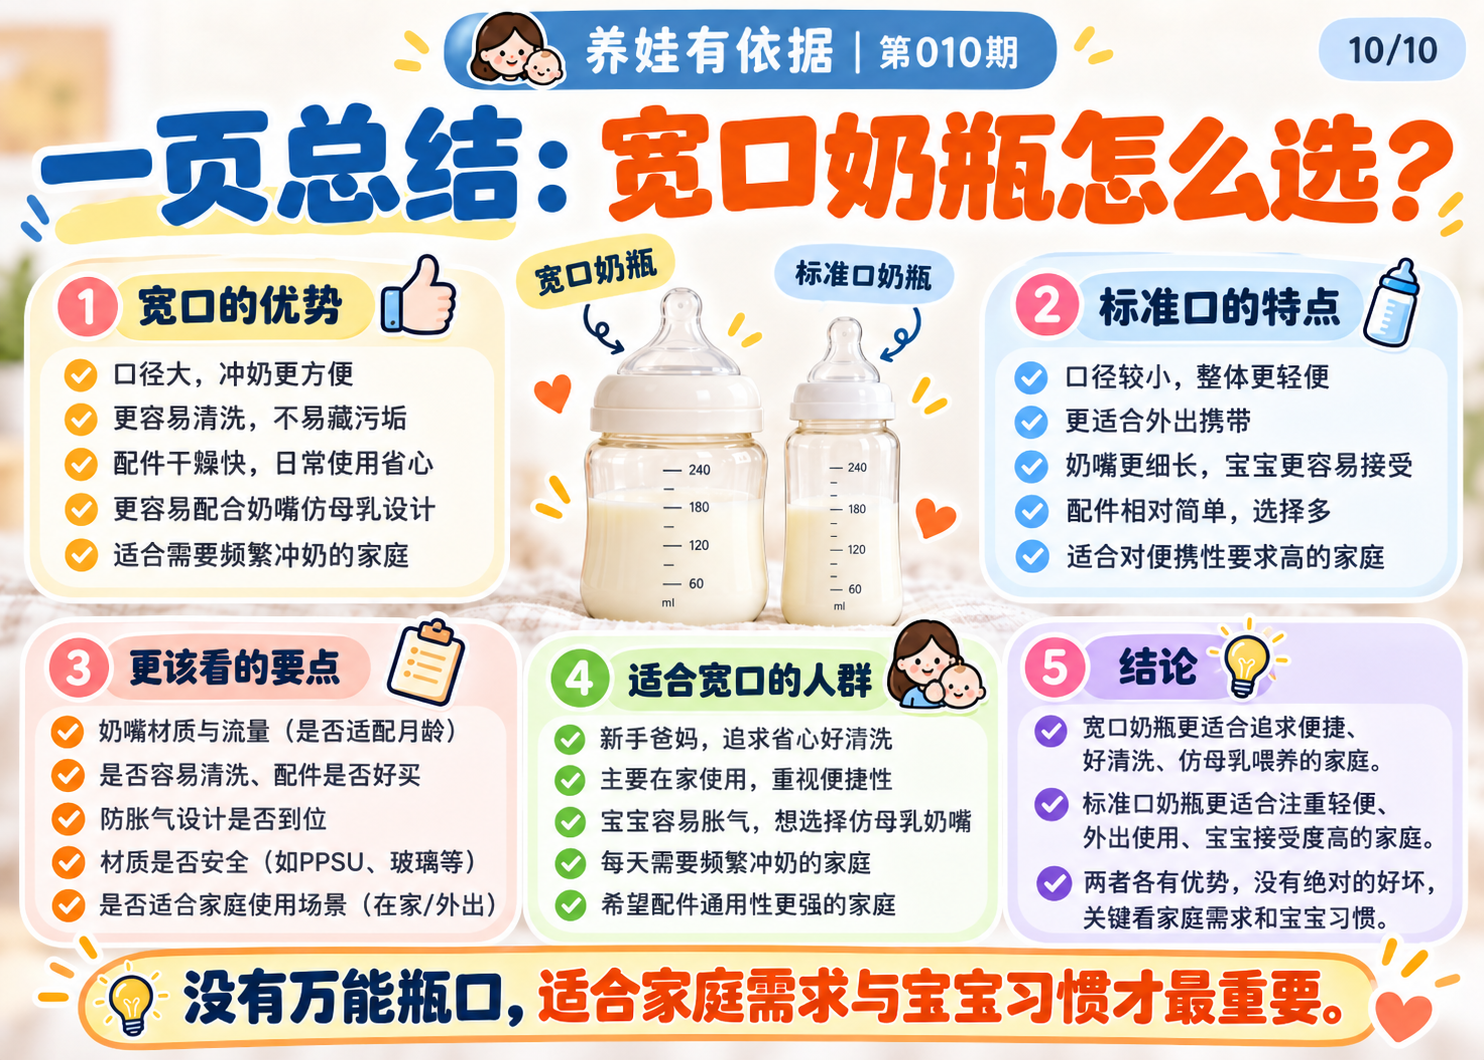 养娃有依据 | 第010期
10/10
一页总结：宽口奶瓶怎么选？
宽口奶瓶
标准口奶瓶
240
180
120
60
ml
240
180
120
60
ml
1 宽口的优势
口径大，冲奶更方便
更容易清洗，不易藏污垢
配件干燥快，日常使用省心
更容易配合奶嘴仿母乳设计
适合需要频繁冲奶的家庭
2 标准口的特点
口径较小，整体更轻便
更适合外出携带
奶嘴更细长，宝宝更容易接受
配件相对简单，选择多
适合对便携性要求高的家庭
3 更该看的要点
奶嘴材质与流量（是否适配月龄）
是否容易清洗、配件是否好买
防胀气设计是否到位
材质是否安全（如PPSU、玻璃等）
是否适合家庭使用场景（在家/外出）
4 适合宽口的人群
新手爸妈，追求省心好清洗
主要在家使用，重视便捷性
宝宝容易胀气，想选择仿母乳奶嘴
每天需要频繁冲奶的家庭
希望配件通用性更强的家庭
5 结论
宽口奶瓶更适合追求便捷、
好清洗、仿母乳喂养的家庭。
标准口奶瓶更适合注重轻便、
外出使用、宝宝接受度高的家庭。
两者各有优势，没有绝对的好坏，
关键看家庭需求和宝宝习惯。
没有万能瓶口，适合家庭需求与宝宝习惯才最重要。